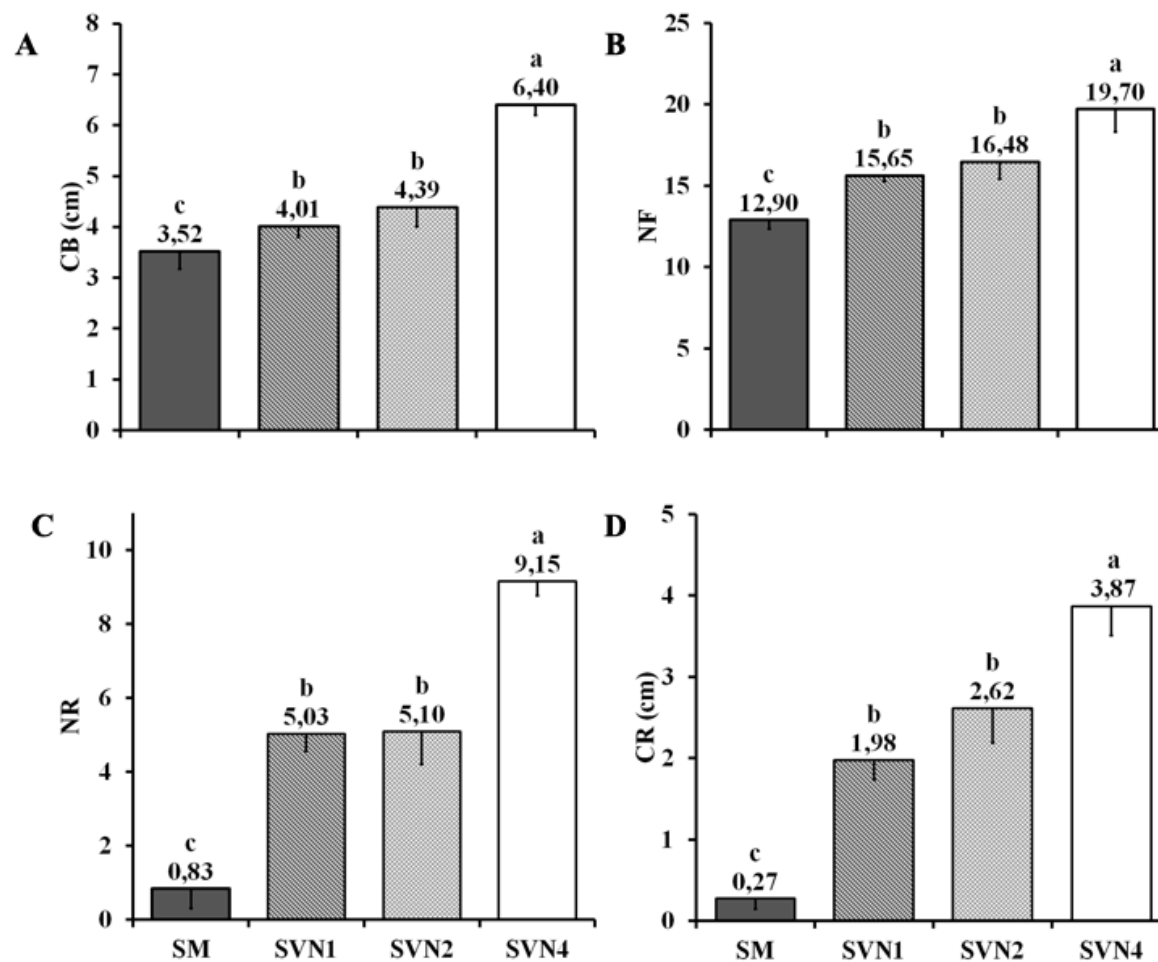 A
CB (cm)
8
7
6
5
4
3
2
1
0
c
3,52
b
4,01
b
4,39
a
6,40
B
NF
25
20
15
10
5
0
c
12,90
b
15,65
b
16,48
a
19,70
C
NR
10
8
6
4
2
0
c
0,83
b
5,03
b
5,10
a
9,15
SM SVN1 SVN2 SVN4
D
CR (cm)
5
4
3
2
1
0
c
0,27
b
1,98
b
2,62
a
3,87
SM SVN1 SVN2 SVN4